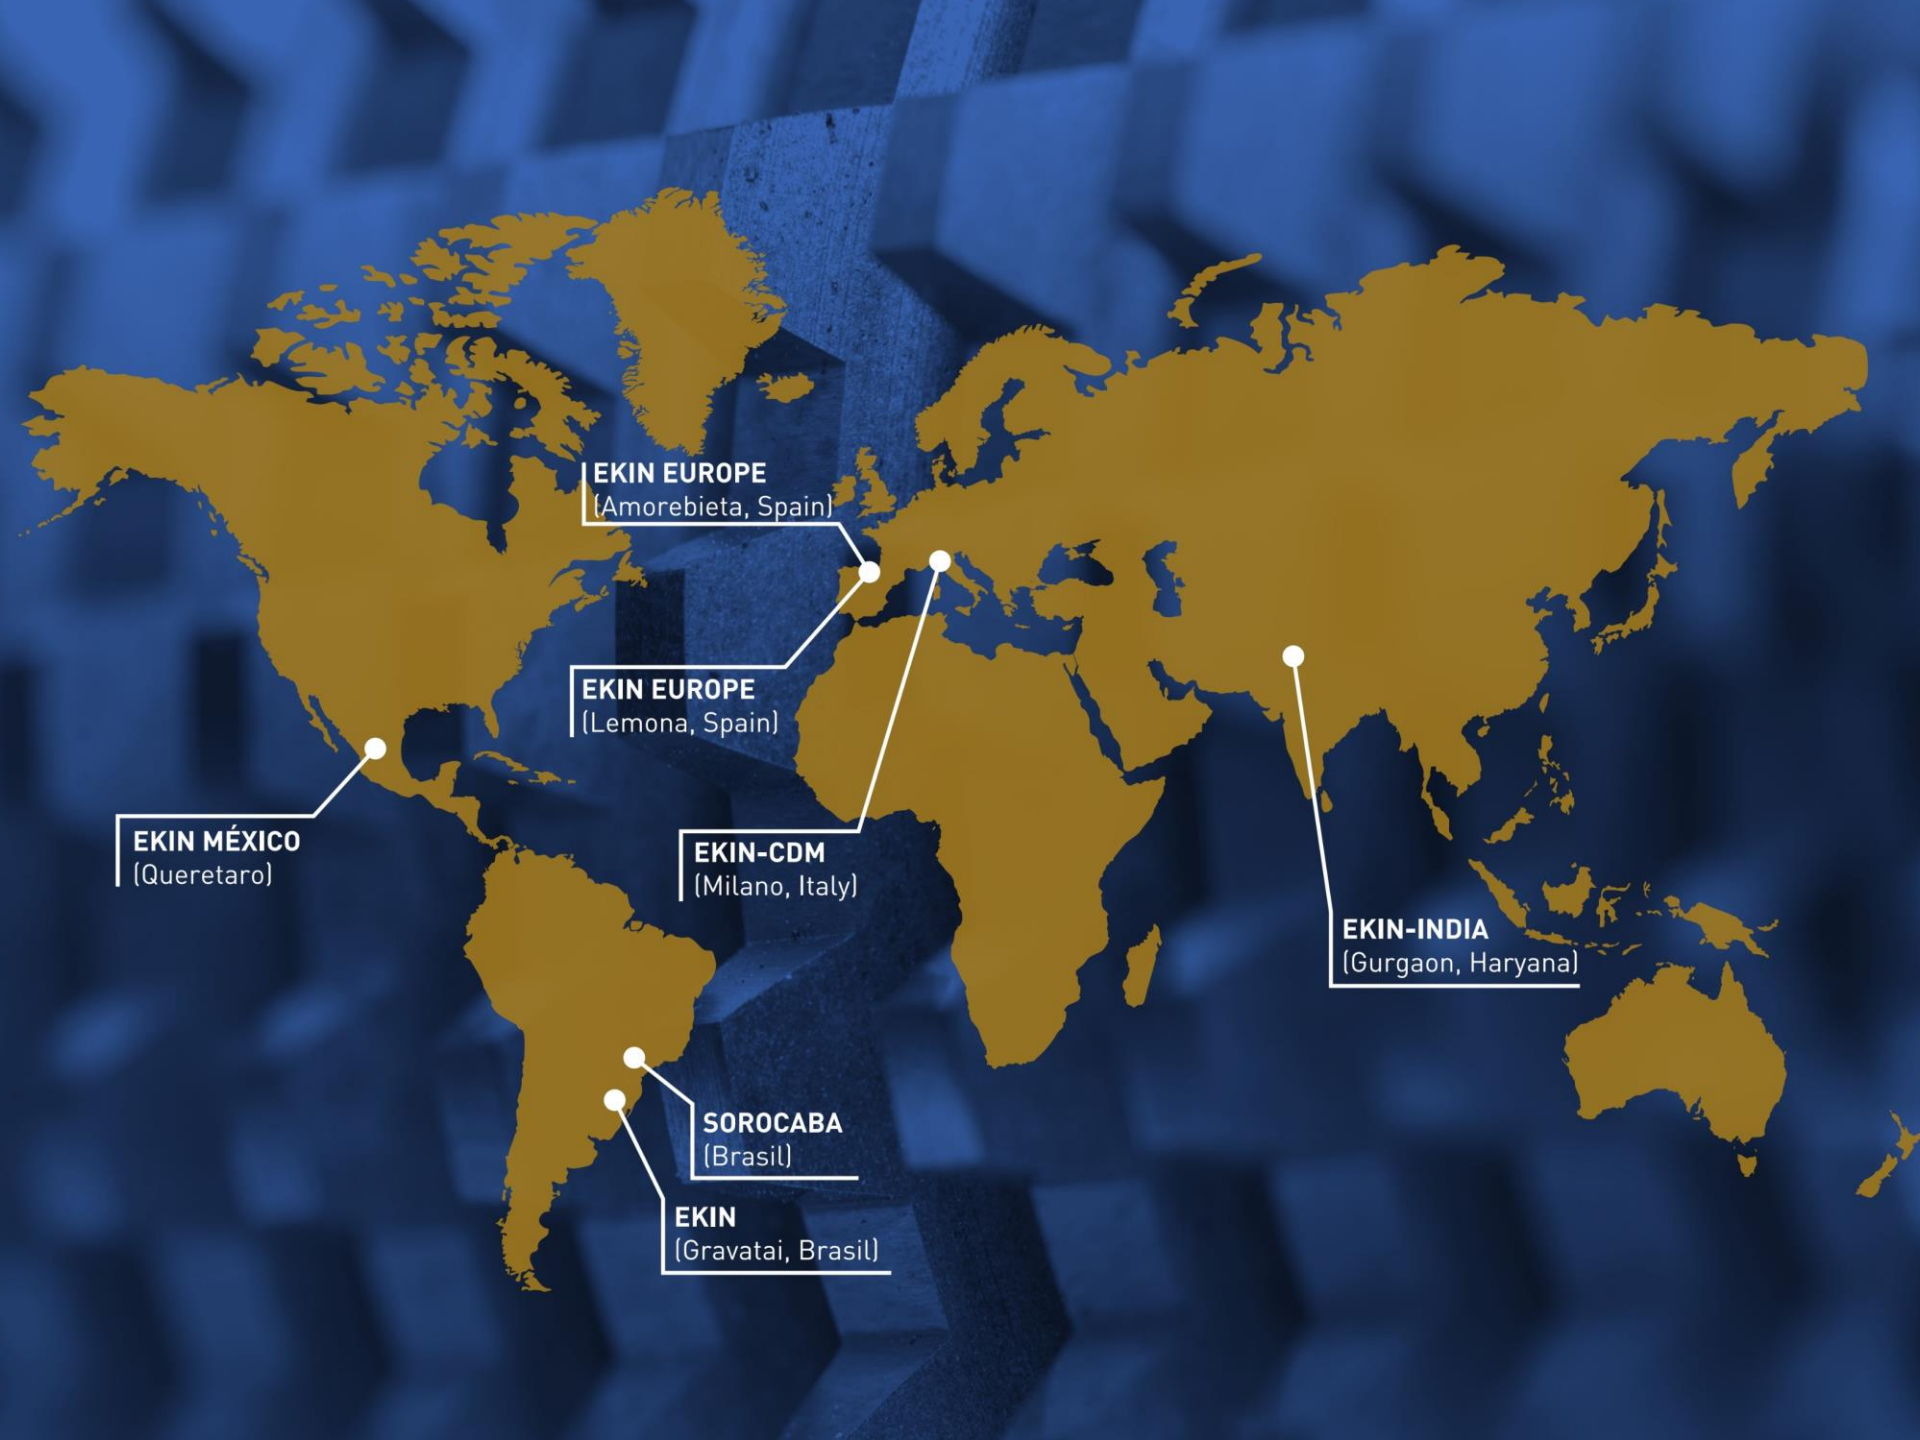 EKIN EUROPE
(Amorebieta, Spain)
EKIN EUROPE
(Lemona, Spain)
EKIN MÉXICO
(Queretaro)
EKIN-CDM
(Milano, Italy)
EKIN-INDIA
(Gurgaon, Haryana)
SOROCABA
(Brasil)
EKIN
(Gravatai, Brasil)